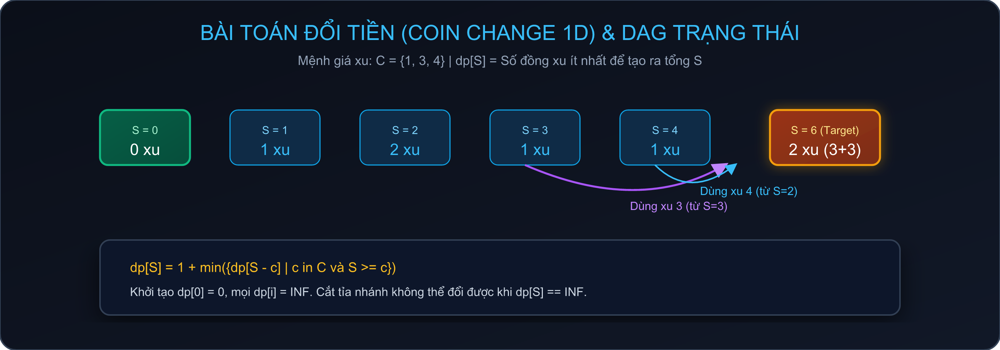 BÀI TOÁN ĐỔI TIỀN (COIN CHANGE 1D) & DAG TRẠNG THÁI
Mệnh giá xu: C = {1, 3, 4} | dp[S] = Số đồng xu ít nhất để tạo ra tổng S
S = 0
0 xu
S = 1
1 xu
S = 2
2 xu
S = 3
1 xu
S = 4
1 xu
S = 6 (Target)
2 xu (3+3)
Dùng xu 4 (từ S=2)
Dùng xu 3 (từ S=3)
dp[S] = 1 + min({dp[S - c] | c in C và S >= c})
Khởi tạo dp[0] = 0, mọi dp[i] = INF. Cắt tỉa nhánh không thể đổi được khi dp[S] == INF.